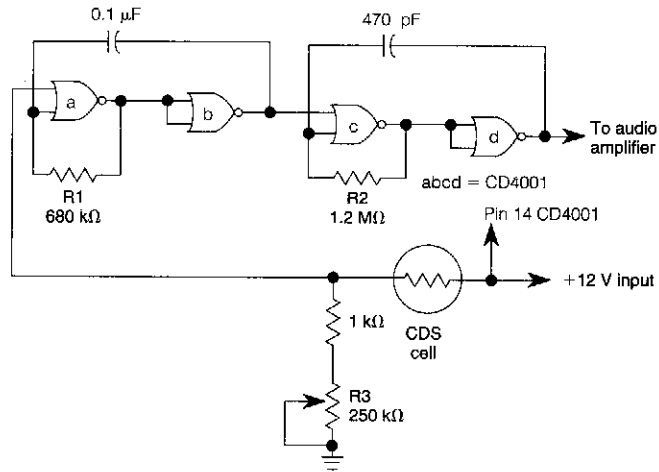 0.1 μF
470 pF
a
b
c
d
To audio
amplifier
R1
680 kΩ
R2
1.2 MΩ
abcd = CD4001
Pin 14 CD4001
+12 V input
CDS
cell
1 kΩ
R3
250 kΩ